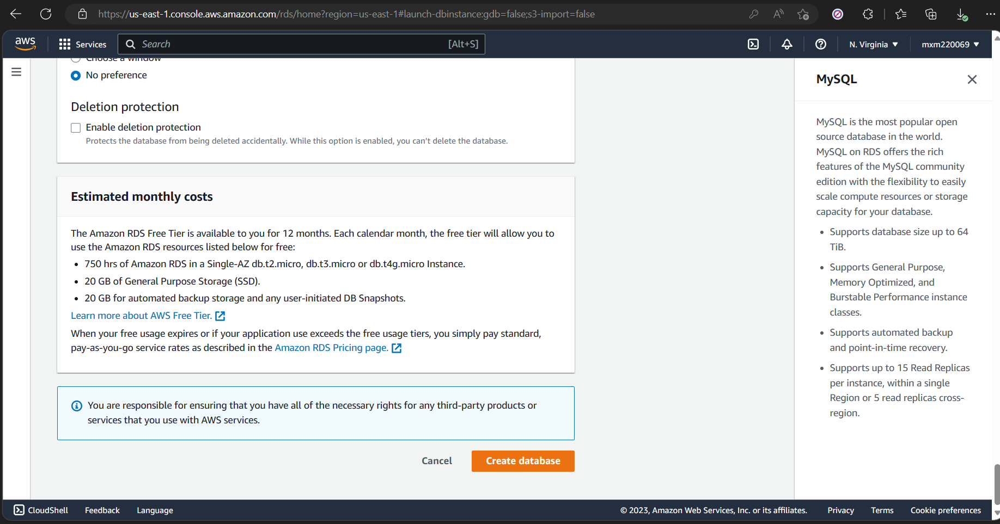 https://us-east-1.console.aws.amazon.com/rds/home?region=us-east-1#launch-dbinstance:gdb=false;s3-import=false
aws
Services
Search
[Alt+S]
N. Virginia
mxm220069
Choose a window
No preference
Deletion protection
Enable deletion protection
Protects the database from being deleted accidentally. While this option is enabled, you can’t delete the database.
Estimated monthly costs
The Amazon RDS Free Tier is available to you for 12 months. Each calendar month, the free tier will allow you to
use the Amazon RDS resources listed below for free:
• 750 hrs of Amazon RDS in a Single-AZ db.t2.micro, db.t3.micro or db.t4g.micro Instance.
• 20 GB of General Purpose Storage (SSD).
• 20 GB for automated backup storage and any user-initiated DB Snapshots.
Learn more about AWS Free Tier.
When your free usage expires or if your application use exceeds the free usage tiers, you simply pay standard,
pay-as-you-go service rates as described in the Amazon RDS Pricing page.
You are responsible for ensuring that you have all of the necessary rights for any third-party products or
services that you use with AWS services.
Cancel
Create database
MySQL
MySQL is the most popular open
source database in the world.
MySQL on RDS offers the rich
features of the MySQL community
edition with the flexibility to easily
scale compute resources or storage
capacity for your database.
• Supports database size up to 64
TiB.
• Supports General Purpose,
Memory Optimized, and
Burstable Performance instance
classes.
• Supports automated backup
and point-in-time recovery.
• Supports up to 15 Read Replicas
per instance, within a single
Region or 5 read replicas cross-
region.
CloudShell
Feedback
Language
© 2023, Amazon Web Services, Inc. or its affiliates.
Privacy
Terms
Cookie preferences